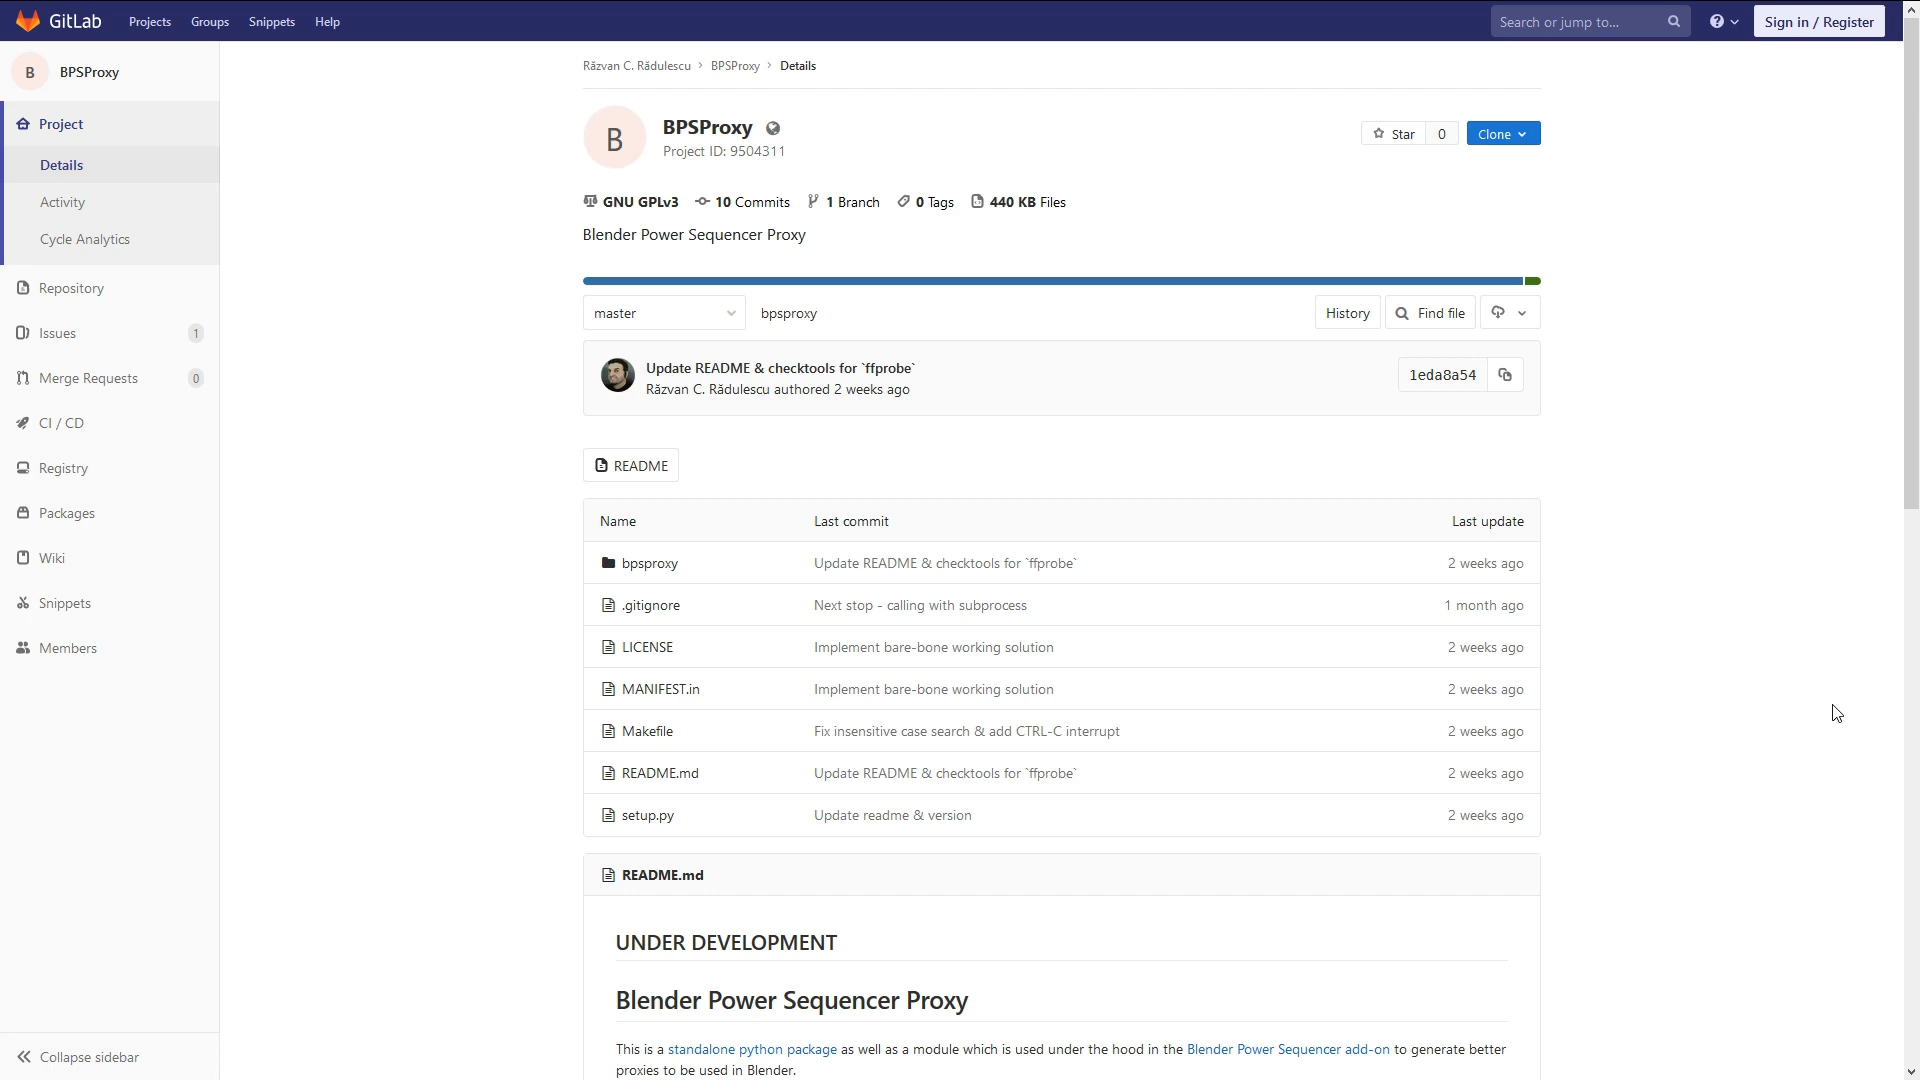 GitLab Projects Groups Snippets Help Search or jump to... Sign in / Register
B BPSProxy
Project
Details
Activity
Cycle Analytics
Repository
Issues 1
Merge Requests 0
CI / CD
Registry
Packages
Wiki
Snippets
Members
Collapse sidebar
Răzvan C. Rădulescu > BPSProxy > Details
B
BPSProxy
Project ID: 9504311
Star 0 Clone
GNU GPLv3 10 Commits 1 Branch 0 Tags 440 KB Files
Blender Power Sequencer Proxy
master bpsproxy History Find file
Update README & checktools for `ffprobe`
Răzvan C. Rădulescu authored 2 weeks ago
1eda8a54
README
Name Last commit Last update
bpsproxy Update README & checktools for `ffprobe` 2 weeks ago
.gitignore Next stop - calling with subprocess 1 month ago
LICENSE Implement bare-bone working solution 2 weeks ago
MANIFEST.in Implement bare-bone working solution 2 weeks ago
Makefile Fix insensitive case search & add CTRL-C interrupt 2 weeks ago
README.md Update README & checktools for `ffprobe` 2 weeks ago
setup.py Update readme & version 2 weeks ago
README.md
UNDER DEVELOPMENT
Blender Power Sequencer Proxy
This is a standalone python package as well as a module which is used under the hood in the Blender Power Sequencer add-on to generate better
proxies to be used in Blender.